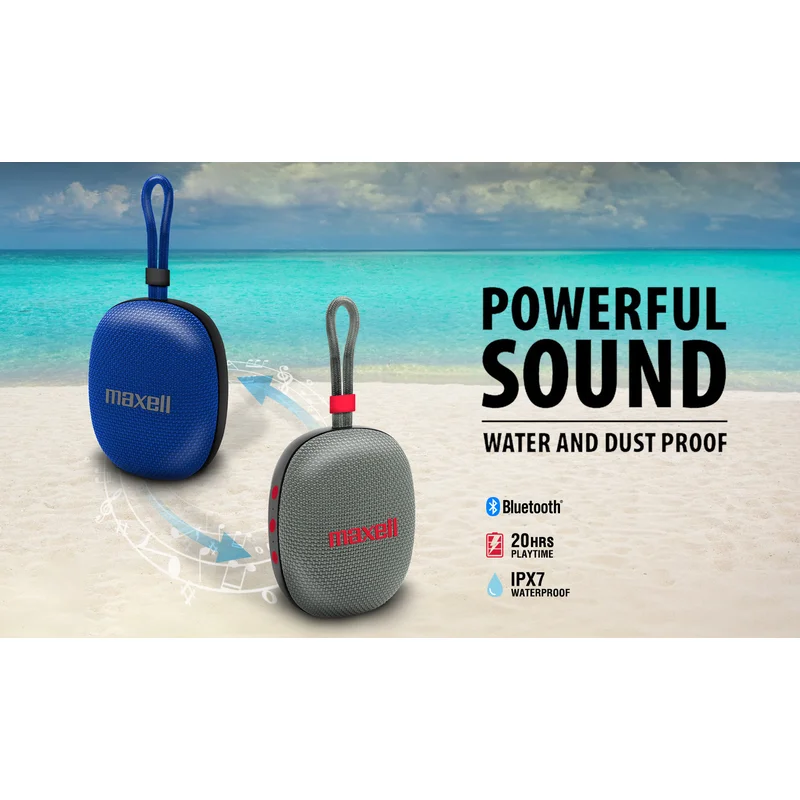 maxell
maxell
POWERFUL
SOUND
WATER AND DUST PROOF
Bluetooth®
20HRS
PLAYTIME
IPX7
WATERPROOF